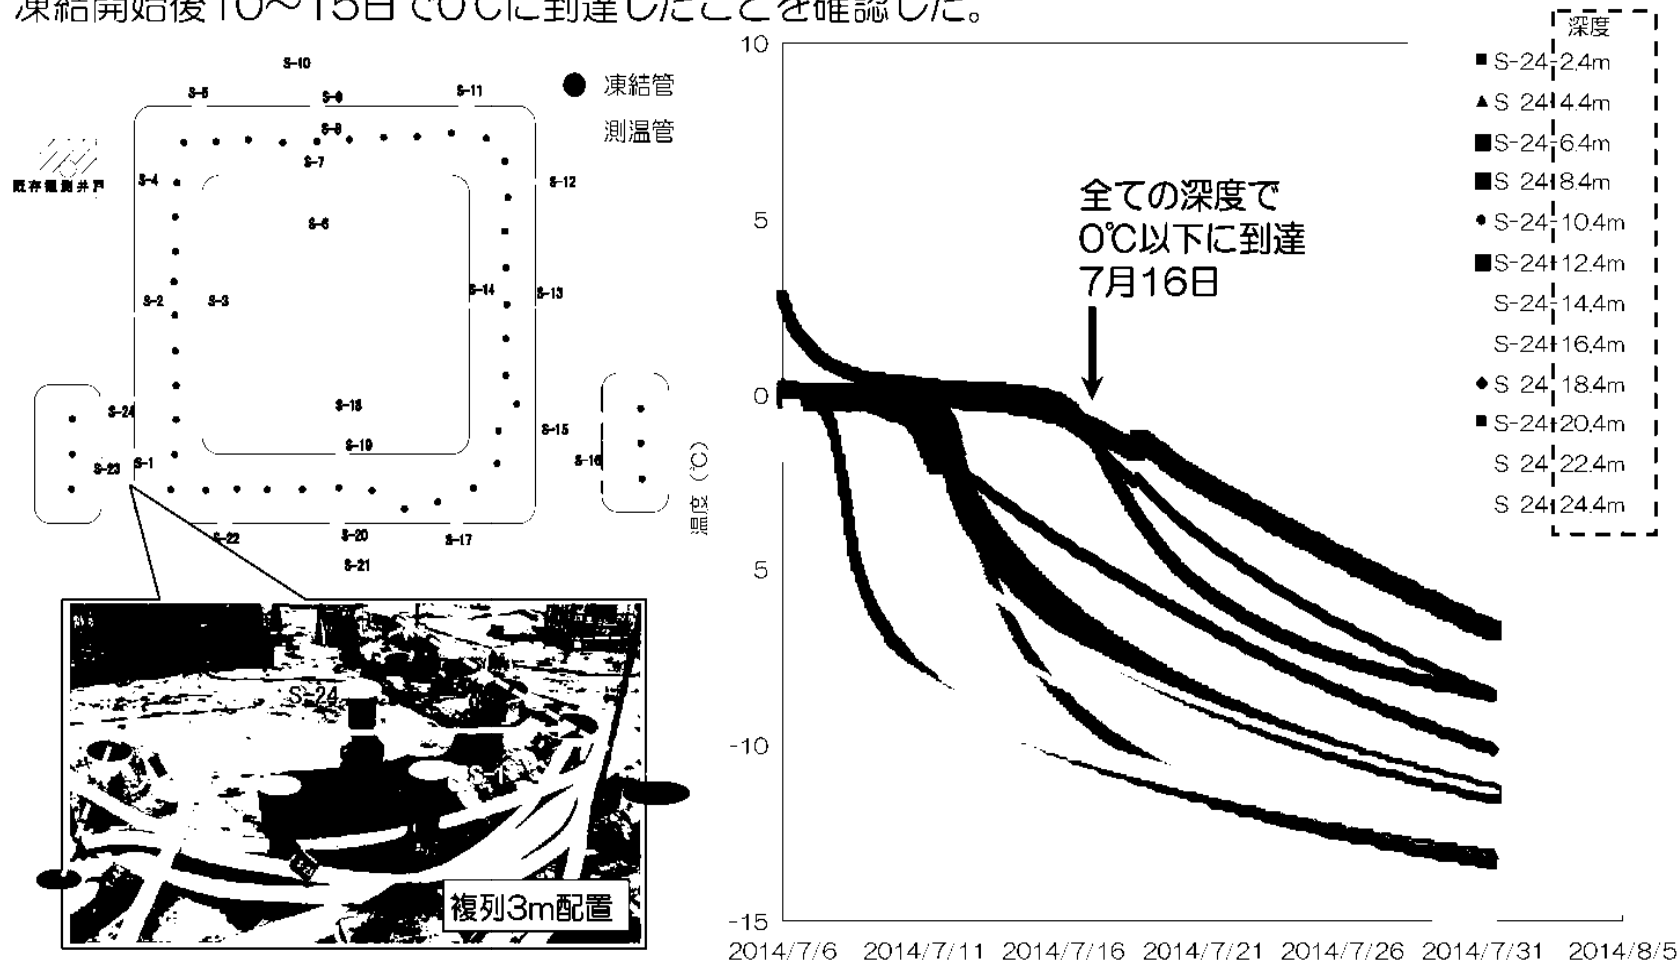 凍結開始後10～15日で0℃に到達したことを確認した。
S-10
S-5
S-9
S-11
S-8
S-7
S-4
S-12
S-6
S-2
S-3
S-14
S-13
S-18
S-24
S-19
S-15
S-23
S-1
S-16
S-22
S-20
S-17
S-21
凍結管
測温管
既存観測井戸
S-24
複列3m配置
温度（℃）
10
5
0
5
-10
-15
2014/7/6
2014/7/11
2014/7/16
2014/7/21
2014/7/26
2014/7/31
2014/8/5
全ての深度で
0℃以下に到達
7月16日
深度
S-24-2.4m
S 24 4.4m
S-24-6.4m
S 24 8.4m
S-24-10.4m
S-24 12.4m
S-24-14.4m
S-24 16.4m
S 24 18.4m
S-24-20.4m
S 24 22.4m
S 24 24.4m